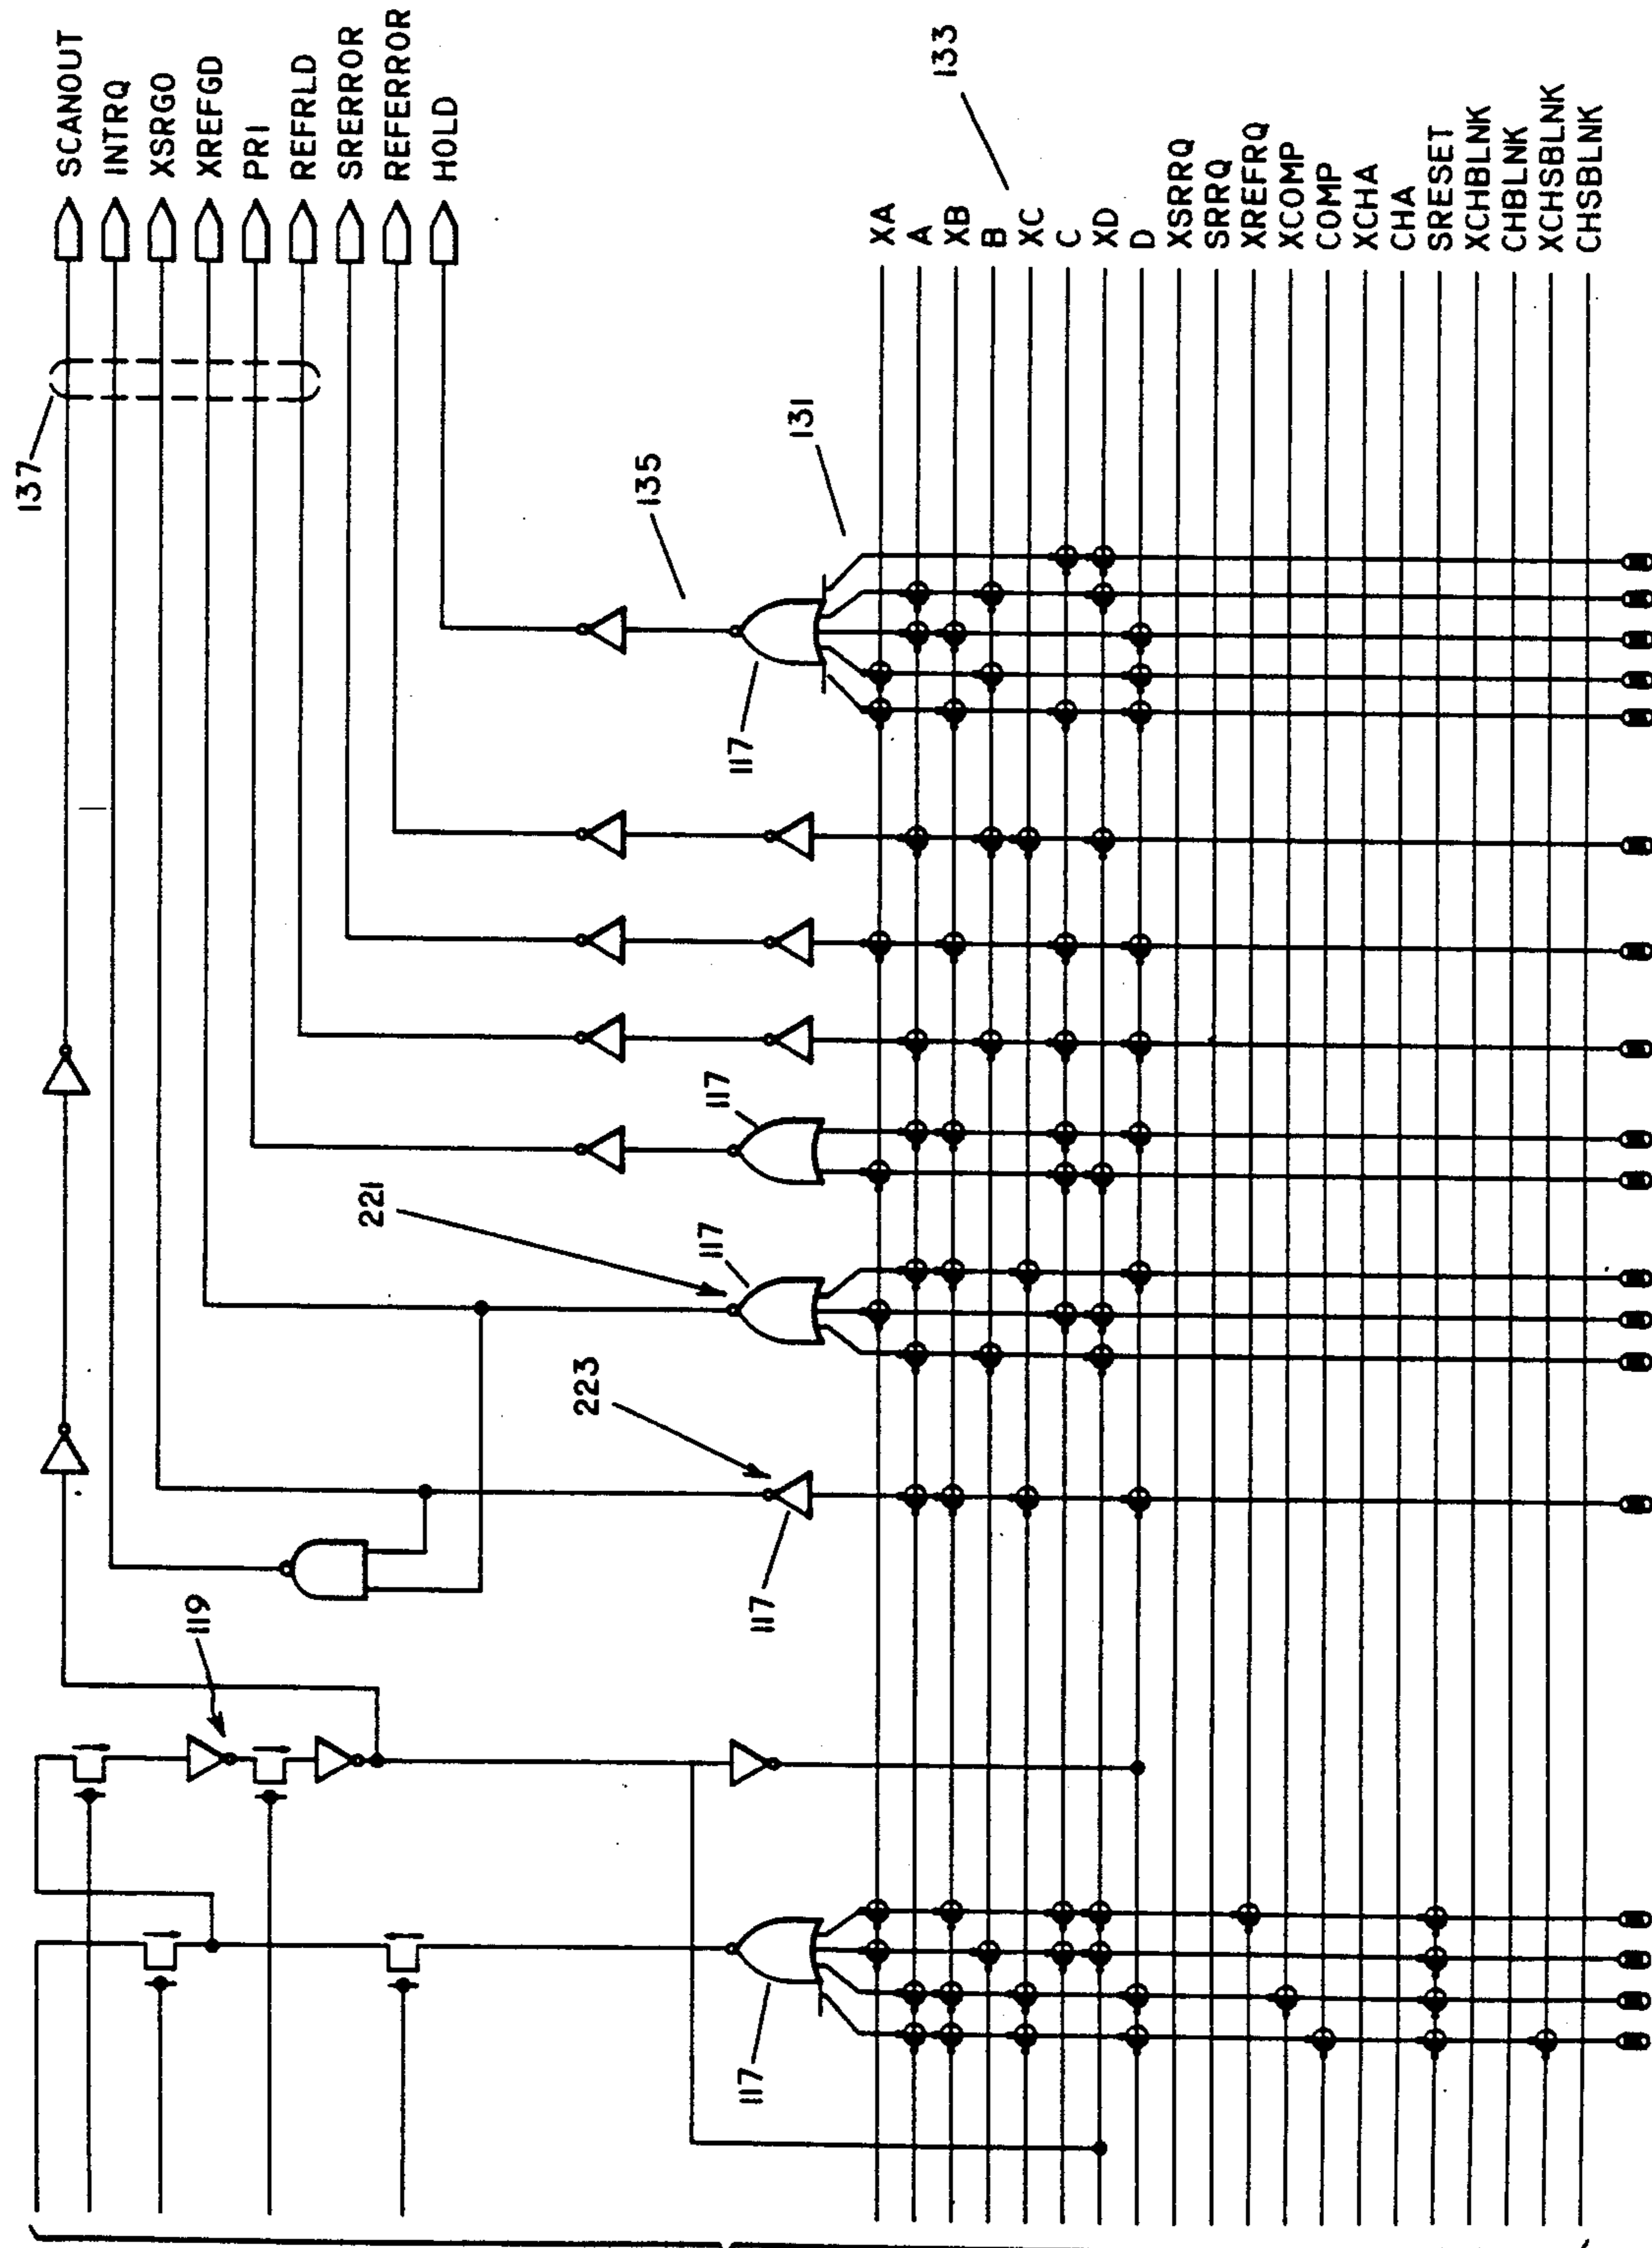 SCANOUT
INTRQ
XSRGO
XREFGD
PRI
REFRLD
SRERROR
REFERROR
HOLD
137
133
135
131
117
XA
A
XB
B
XC
C
XD
D
XSRRQ
SRRQ
XREFRQ
XCOMP
COMP
XCHA
CHA
SRESET
XCHBLNK
CHBLNK
XCHSBLNK
CHSBLNK
117
221
117
223
117
119
117